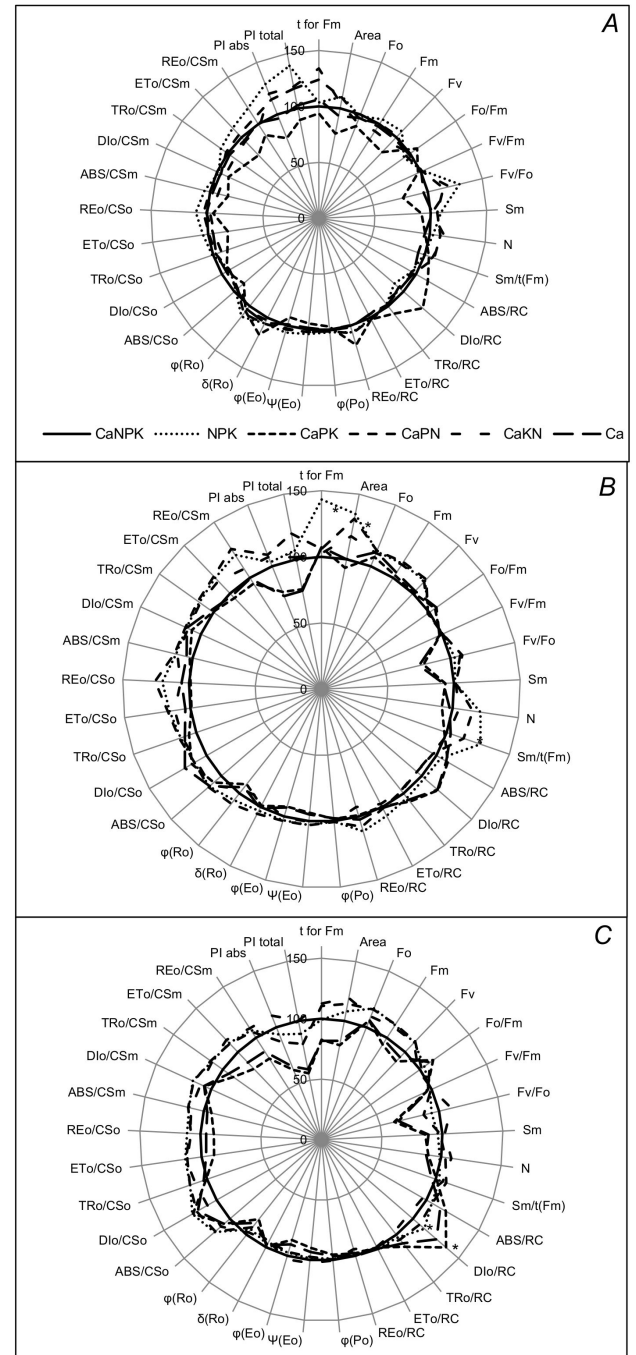 A
t for Fm
Area
Fo
Fm
Fv
Fo/Fm
Fv/Fm
Fv/Fo
Sm
N
Sm/t(Fm)
ABS/RC
DIo/RC
TRo/RC
ETo/RC
REo/RC
φ(Po)
Ψ(Eo)
φ(Eo)
δ(Ro)
φ(Ro)
ABS/CSo
DIo/CSo
TRo/CSo
ETo/CSo
REo/CSo
ABS/CSm
DIo/CSm
TRo/CSm
ETo/CSm
REo/CSm
PI abs
PI total
150
100
50
0
CaNPK NPK CaPK CaPN CaKN Ca
B
t for Fm
Area
Fo
Fm
Fv
Fo/Fm
Fv/Fm
Fv/Fo
Sm
N
Sm/t(Fm)
ABS/RC
DIo/RC
TRo/RC
ETo/RC
REo/RC
φ(Po)
Ψ(Eo)
φ(Eo)
δ(Ro)
φ(Ro)
ABS/CSo
DIo/CSo
TRo/CSo
ETo/CSo
REo/CSo
ABS/CSm
DIo/CSm
TRo/CSm
ETo/CSm
REo/CSm
PI abs
PI total
150
100
50
0
*
*
*
C
t for Fm
Area
Fo
Fm
Fv
Fo/Fm
Fv/Fm
Fv/Fo
Sm
N
Sm/t(Fm)
ABS/RC
DIo/RC
TRo/RC
ETo/RC
REo/RC
φ(Po)
Ψ(Eo)
φ(Eo)
δ(Ro)
φ(Ro)
ABS/CSo
DIo/CSo
TRo/CSo
ETo/CSo
REo/CSo
ABS/CSm
DIo/CSm
TRo/CSm
ETo/CSm
REo/CSm
PI abs
PI total
150
100
50
0
*
*